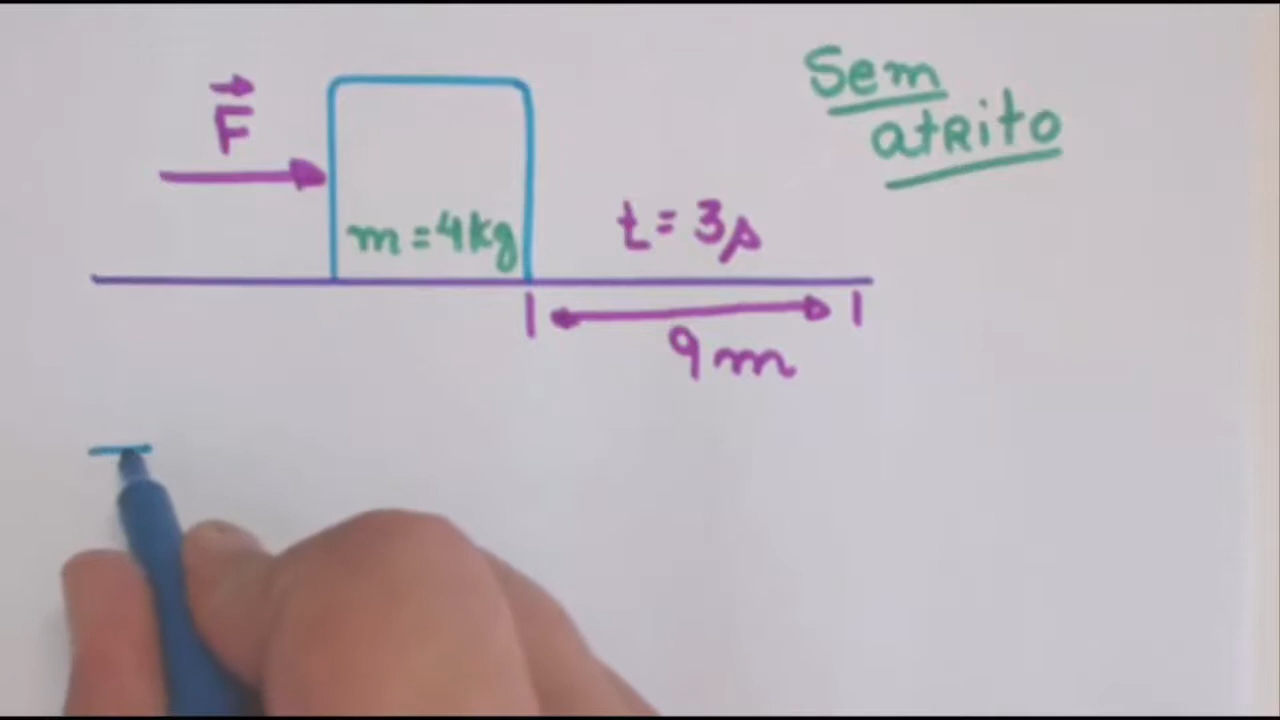 Sem
atrito
F
m = 4kg
t = 3s
9m